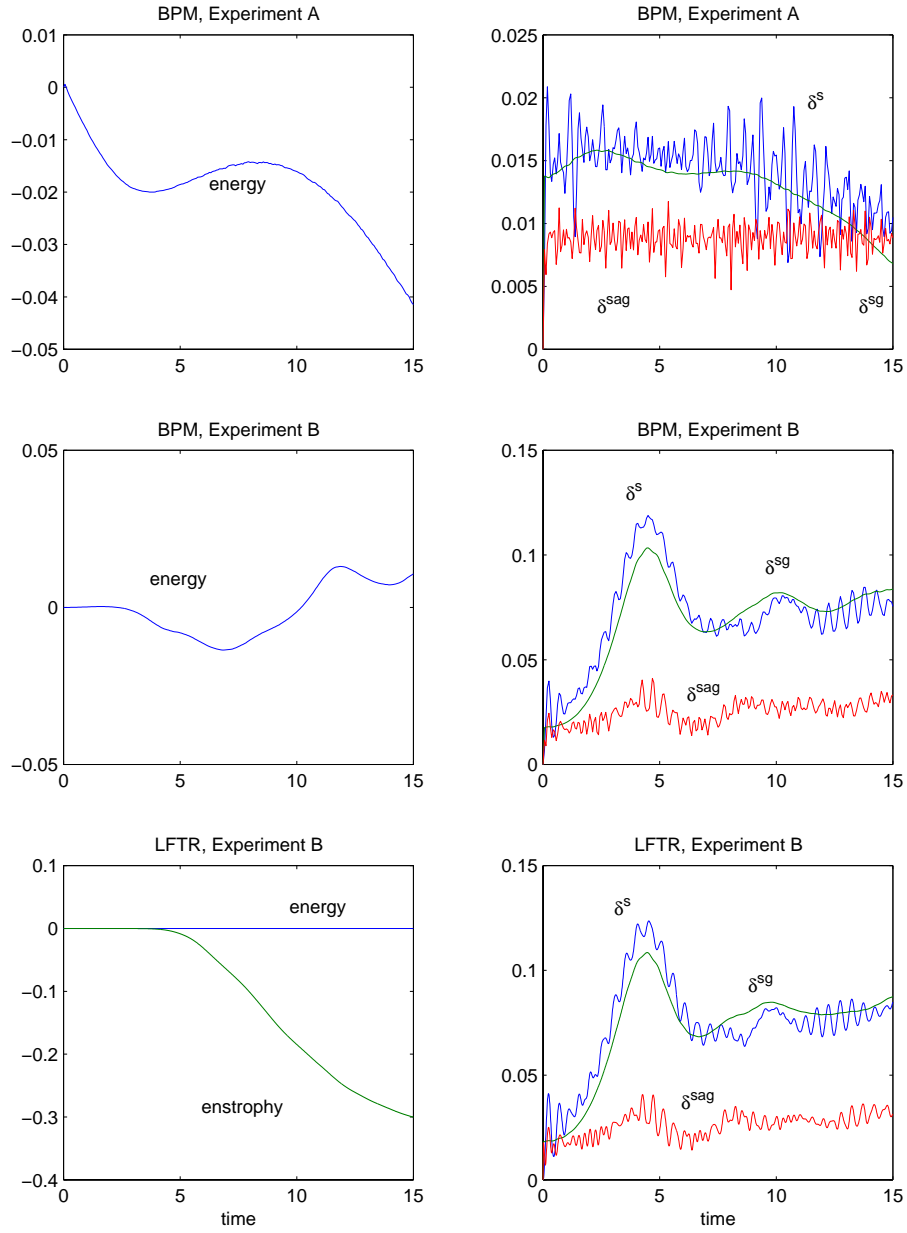 BPM, Experiment A
0.01
0
−0.01
−0.02
−0.03
−0.04
−0.05
energy
0 5 10 15
BPM, Experiment A
0.025
0.02
0.015
0.01
0.005
0
δ^s
δ^sag
δ^sg
0 5 10 15
BPM, Experiment B
0.05
0
−0.05
energy
0 5 10 15
BPM, Experiment B
0.15
0.1
0.05
0
δ^s
δ^sg
δ^sag
0 5 10 15
LFTR, Experiment B
0.1
0
−0.1
−0.2
−0.3
−0.4
energy
enstrophy
0 5 10 15
time
LFTR, Experiment B
0.15
0.1
0.05
0
δ^s
δ^sg
δ^sag
0 5 10 15
time